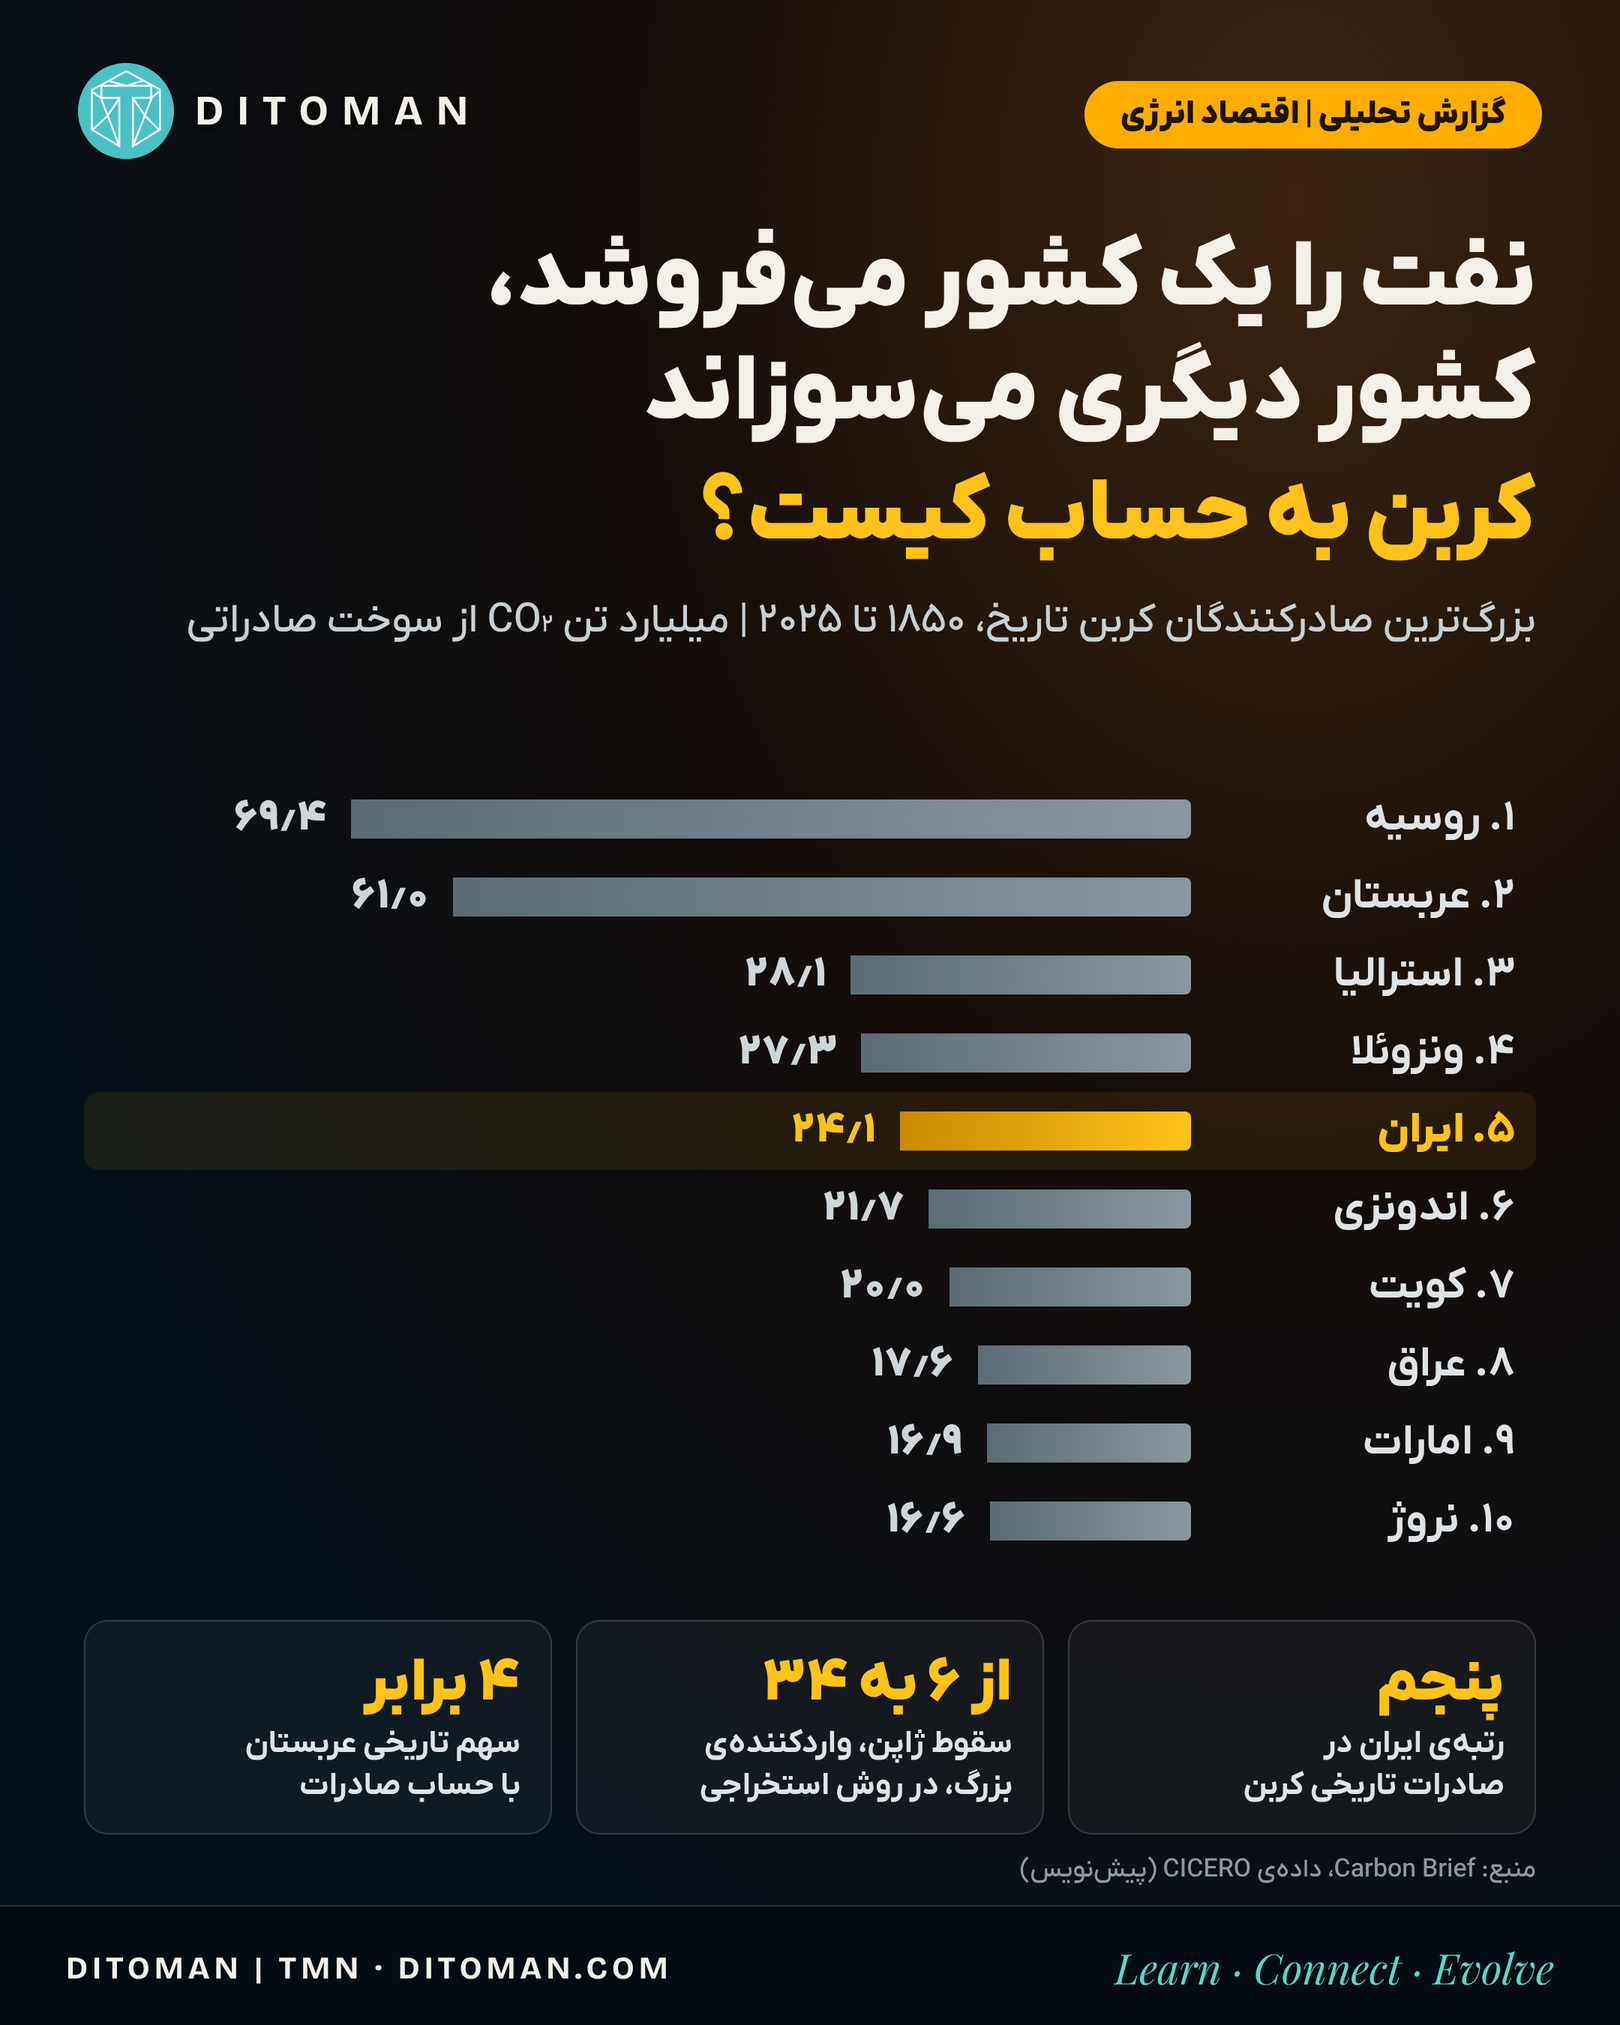 DITOMAN
گزارش تحلیلی | اقتصاد انرژی
نفت را یک کشور می‌فروشد،
کشور دیگری می‌سوزاند
کربن به حساب کیست؟
بزرگ‌ترین صادرکنندگان کربن تاریخ، ۱۸۵۰ تا ۲۰۲۵ | میلیارد تن CO۲ از سوخت صادراتی
۱. روسیه ۶۹٫۴
۲. عربستان ۶۱٫۰
۳. استرالیا ۲۸٫۱
۴. ونزوئلا ۲۷٫۳
۵. ایران ۲۴٫۱
۶. اندونزی ۲۱٫۷
۷. کویت ۲۰٫۰
۸. عراق ۱۷٫۶
۹. امارات ۱۶٫۹
۱۰. نروژ ۱۶٫۶
پنجم
رتبه‌ی ایران در
صادرات تاریخی کربن
از ۶ به ۳۴
سقوط ژاپن، واردکننده‌ی
بزرگ، در روش استخراجی
۴ برابر
سهم تاریخی عربستان
با حساب صادرات
منبع: Carbon Brief، داده‌ی CICERO (پیش‌نویس)
DITOMAN | TMN · DITOMAN.COM
Learn · Connect · Evolve